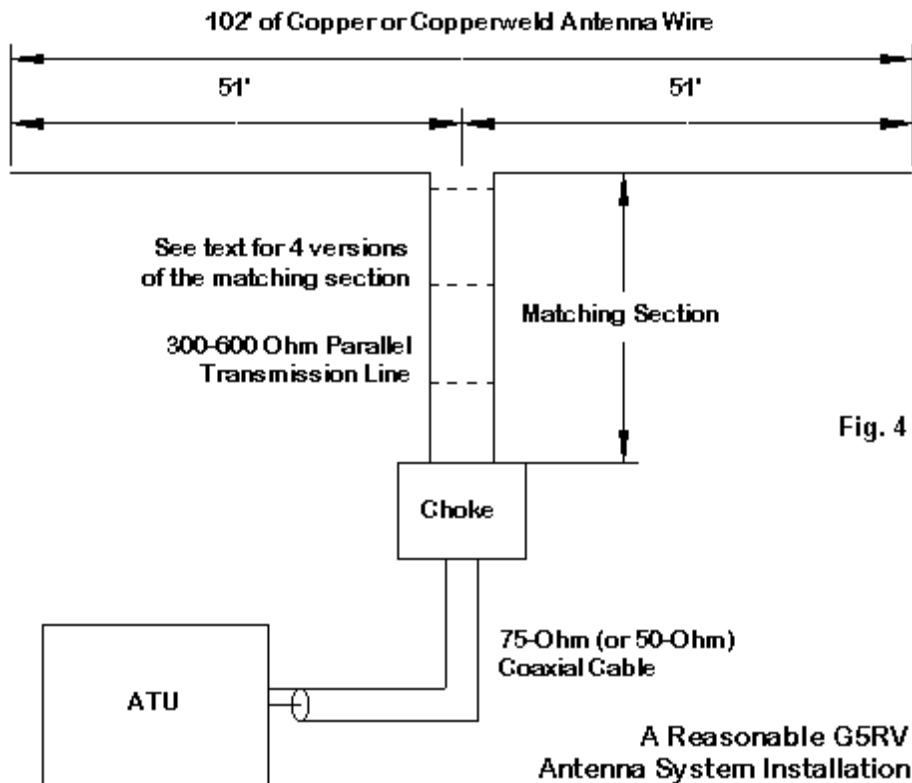 102' of Copper or Copperweld Antenna Wire
51'
51'
See text for 4 versions
of the matching section
Matching Section
300-600 Ohm Parallel
Transmission Line
Fig. 4
Choke
75-Ohm (or 50-Ohm)
Coaxial Cable
ATU
A Reasonable G5RV
Antenna System Installation